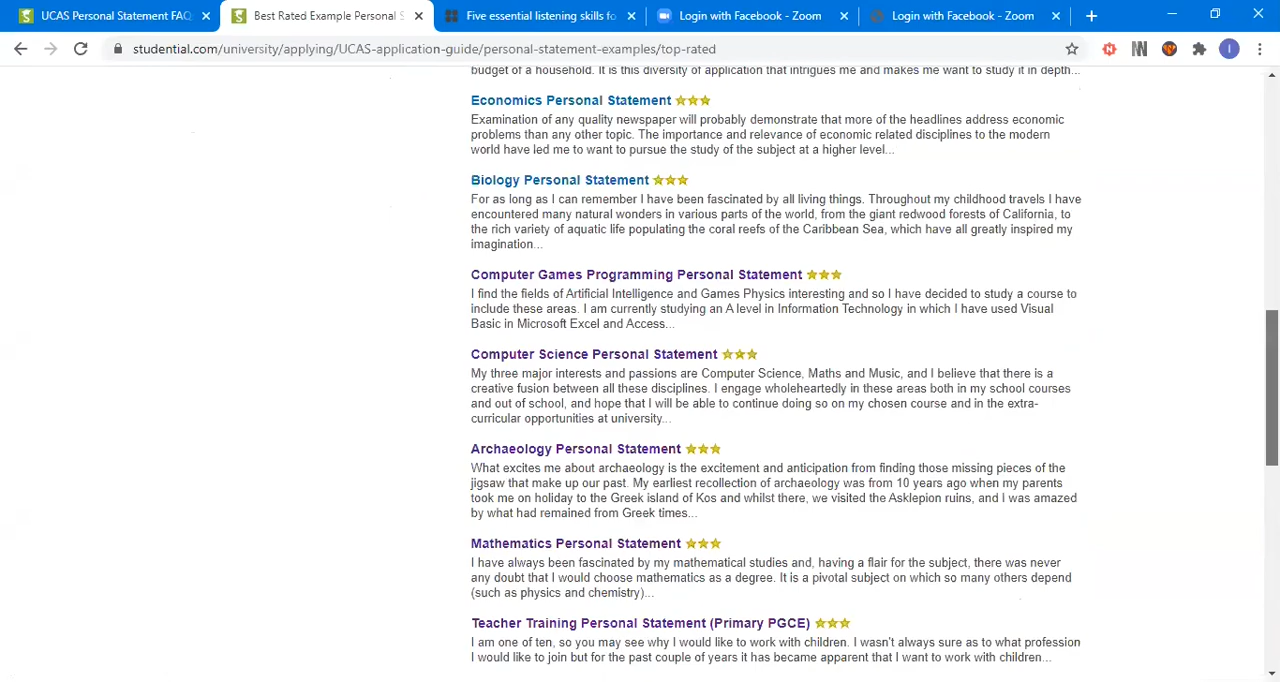 UCAS Personal Statement FAQ
Best Rated Example Personal S
Five essential listening skills fo
Login with Facebook - Zoom
Login with Facebook - Zoom
studential.com/university/applying/UCAS-application-guide/personal-statement-examples/top-rated
budget of a household. It is this diversity of application that intrigues me and makes me want to study it in depth...
Economics Personal Statement
Examination of any quality newspaper will probably demonstrate that more of the headlines address economic
problems than any other topic. The importance and relevance of economic related disciplines to the modern
world have led me to want to pursue the study of the subject at a higher level...
Biology Personal Statement
For as long as I can remember I have been fascinated by all living things. Throughout my childhood travels I have
encountered many natural wonders in various parts of the world, from the giant redwood forests of California, to
the rich variety of aquatic life populating the coral reefs of the Caribbean Sea, which have all greatly inspired my
imagination...
Computer Games Programming Personal Statement
I find the fields of Artificial Intelligence and Games Physics interesting and so I have decided to study a course to
include these areas. I am currently studying an A level in Information Technology in which I have used Visual
Basic in Microsoft Excel and Access...
Computer Science Personal Statement
My three major interests and passions are Computer Science, Maths and Music, and I believe that there is a
creative fusion between all these disciplines. I engage wholeheartedly in these areas both in my school courses
and out of school, and hope that I will be able to continue doing so on my chosen course and in the extra-
curricular opportunities at university...
Archaeology Personal Statement
What excites me about archaeology is the excitement and anticipation from finding those missing pieces of the
jigsaw that make up our past. My earliest recollection of archaeology was from 10 years ago when my parents
took me on holiday to the Greek island of Kos and whilst there, we visited the Asklepion ruins, and I was amazed
by what had remained from Greek times...
Mathematics Personal Statement
I have always been fascinated by my mathematical studies and, having a flair for the subject, there was never
any doubt that I would choose mathematics as a degree. It is a pivotal subject on which so many others depend
(such as physics and chemistry)...
Teacher Training Personal Statement (Primary PGCE)
I am one of ten, so you may see why I would like to work with children. I wasn't always sure as to what profession
I would like to join but for the past couple of years it has became apparent that I want to work with children...